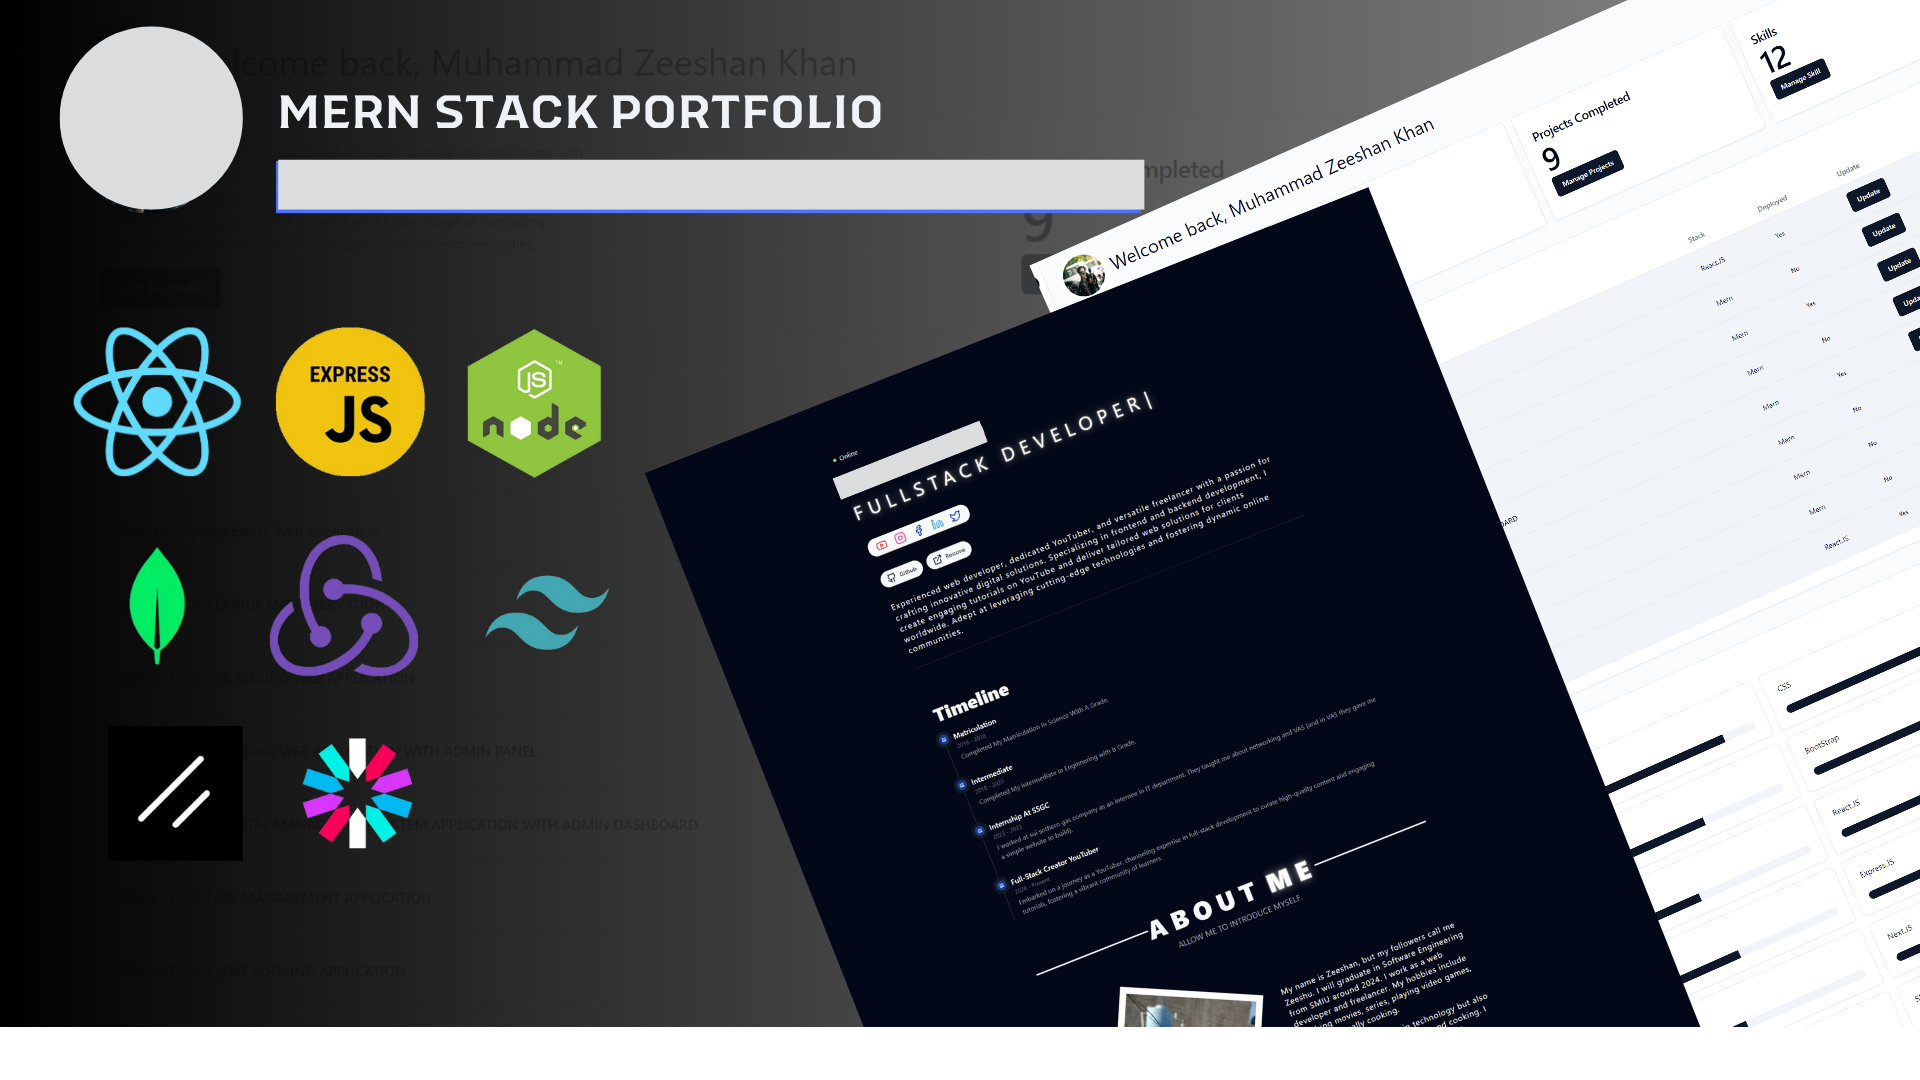 Welcome back, Muhammad Zeeshan Khan
MERN STACK PORTFOLIO
EXPRESS
JS
JS
node
MERN STACK TASK MANAGEMENT APPLICATION
9
Welcome back, Muhammad Zeeshan Khan
Projects Completed
9
Manage Projects
Skills
12
Manage Skill
Stack
Deployed
Update
React.JS
Yes
Update
Mern
No
Update
Mern
Yes
Update
Mern
No
Mern
Yes
Mern
No
Mern
No
Mern
No
React.JS
Yes
CSS
BootStrap
React.JS
Express.JS
Next.JS
Online
FULLSTACK DEVELOPER|
Github
Resume
Experienced web developer, dedicated YouTuber, and versatile freelancer with a passion for
crafting innovative digital solutions. Specializing in frontend and backend development, I
create engaging tutorials on YouTube and deliver tailored web solutions for clients
worldwide. Adept at leveraging cutting-edge technologies and fostering dynamic online
communities.
Timeline
Matriculation
2016 - 2018
Completed My Matriculation In Science With A Grade.
Intermediate
2018 - 2020
Completed My Intermediate in Engineering with b Grade.
Internship At SSGC
2023 - 2023
I worked at sui sothern gas company as an internee in IT department. They taught me about networking and VAS (and in VAS they gave me
a simple website to build).
Full-Stack Creator YouTuber
2024 - Present
Embarked on a journey as a YouTuber, channeling expertise in full-stack development to curate high-quality content and engaging
tutorials, fostering a vibrant community of learners.
ABOUT ME
ALLOW ME TO INTRODUCE MYSELF.
My name is Zeeshan, but my followers call me
Zeeshu. I will graduate in Software Engineering
from SMIU around 2024. I work as a web
developer and freelancer. My hobbies include
movies, series, playing video games,
cooking.
technology but also
cooking. I